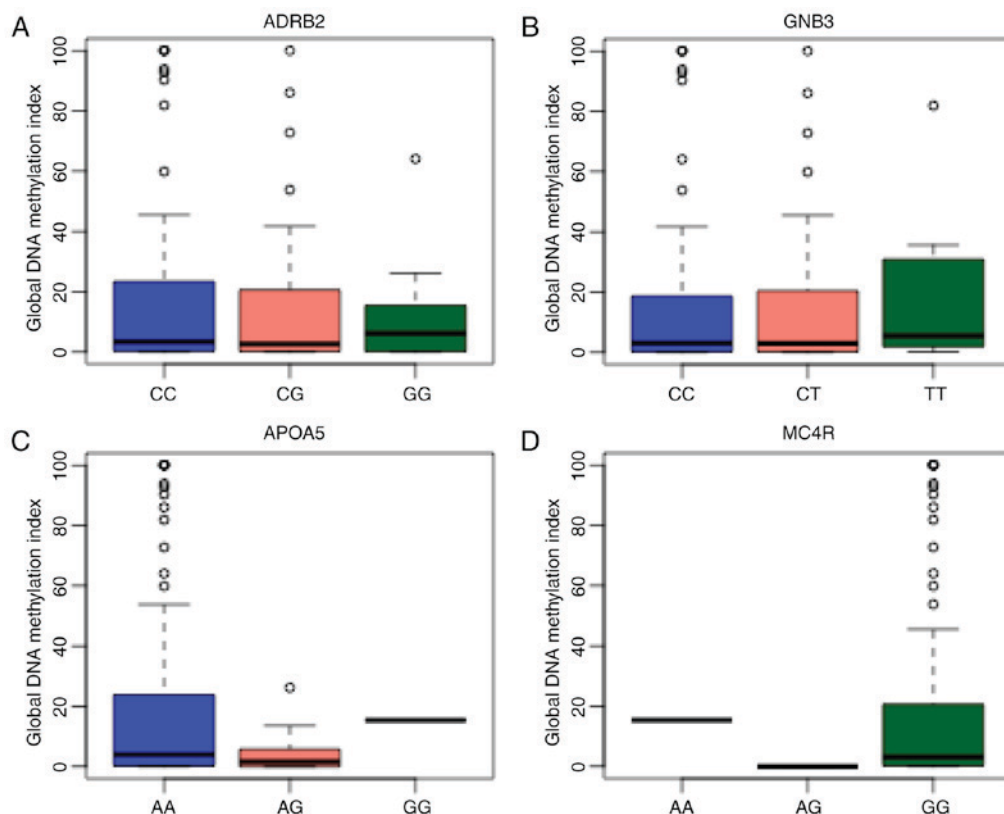 A
ADRB2
Global DNA methylation index
100
80
60
40
20
0
CC
CG
GG
B
GNB3
Global DNA methylation index
100
80
60
40
20
0
CC
CT
TT
C
APOA5
Global DNA methylation index
100
80
60
40
20
0
AA
AG
GG
D
MC4R
Global DNA methylation index
100
80
60
40
20
0
AA
AG
GG